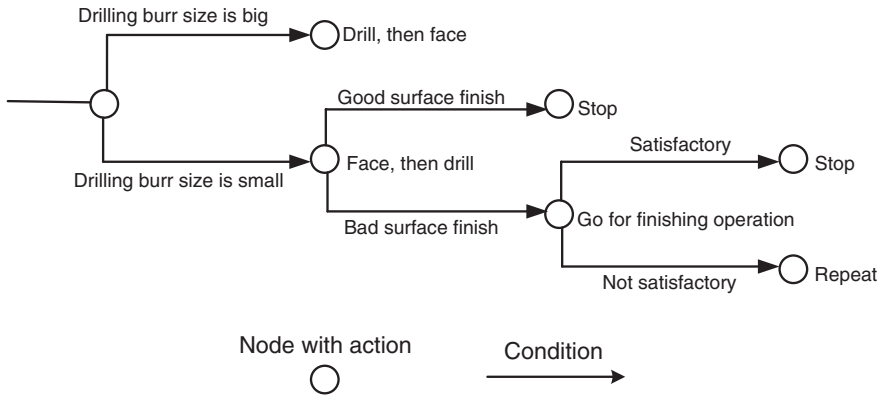 Drilling burr size is big
Drill, then face
Good surface finish
Stop
Face, then drill
Satisfactory
Stop
Drilling burr size is small
Bad surface finish
Go for finishing operation
Not satisfactory
Repeat
Node with action
Condition